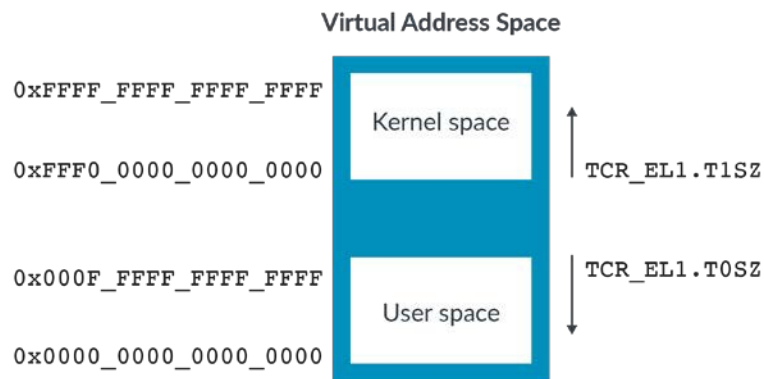 Virtual Address Space
0xFFFF_FFFF_FFFF_FFFF
Kernel space
0xFFF0_0000_0000_0000
TCR_EL1.T1SZ
0x000F_FFFF_FFFF_FFFF
TCR_EL1.T0SZ
User space
0x0000_0000_0000_0000